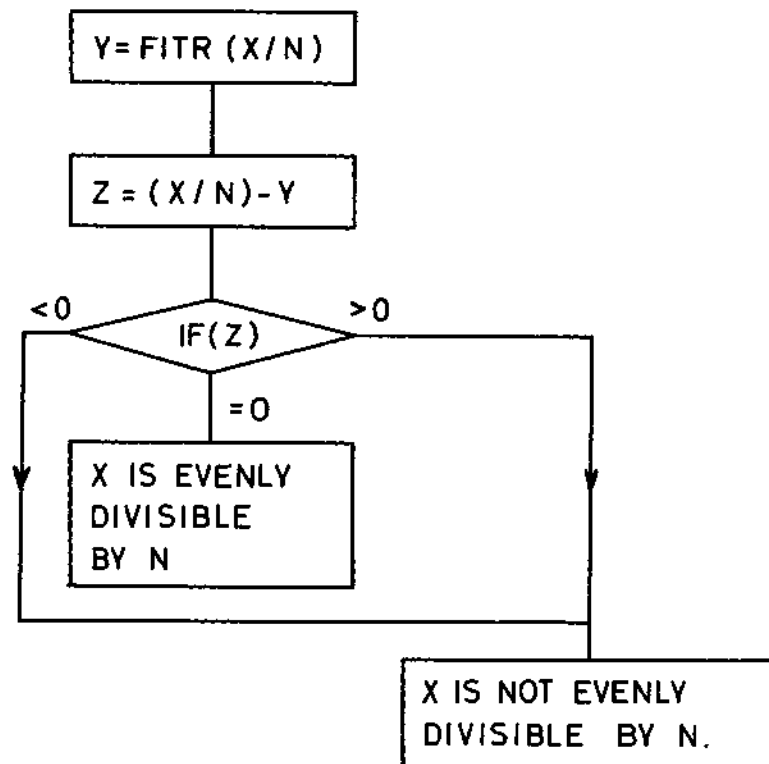 Y=FITR (X/N)
Z=(X/N)-Y
<0
>0
IF(Z)
=0
X IS EVENLY
DIVISIBLE
BY N
X IS NOT EVENLY
DIVISIBLE BY N.